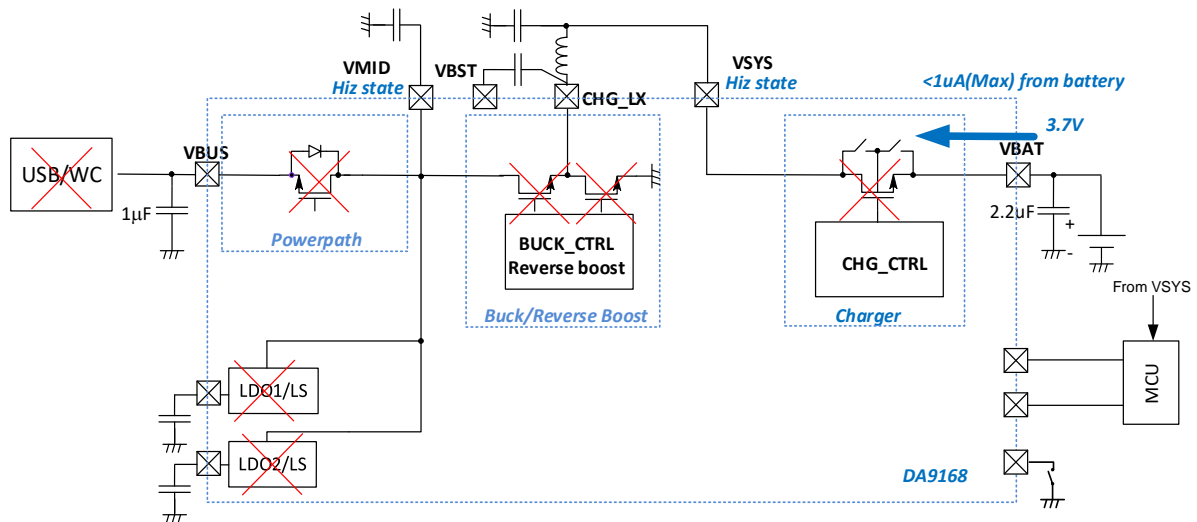 VMID
Hiz state
VBST
CHG_LX
VSYS
Hiz state
<1uA(Max) from battery
3.7V
VBUS
VBAT
USB/WC
1µF
Powerpath
BUCK_CTRL
Reverse boost
Buck/Reverse Boost
CHG_CTRL
Charger
2.2uF
+
-
From VSYS
MCU
LDO1/LS
LDO2/LS
DA9168